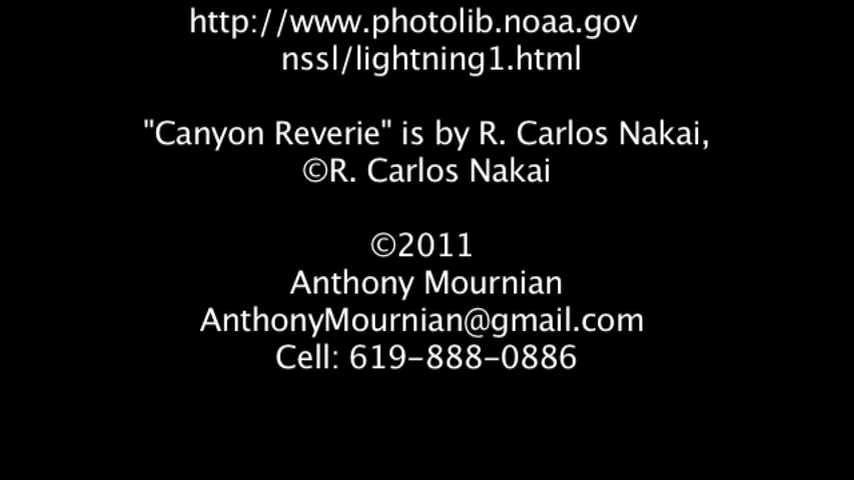 http://www.photolib.noaa.gov
nssl/lightning1.html
"Canyon Reverie" is by R. Carlos Nakai,
©R. Carlos Nakai
©2011
Anthony Mournian
AnthonyMournian@gmail.com
Cell: 619-888-0886